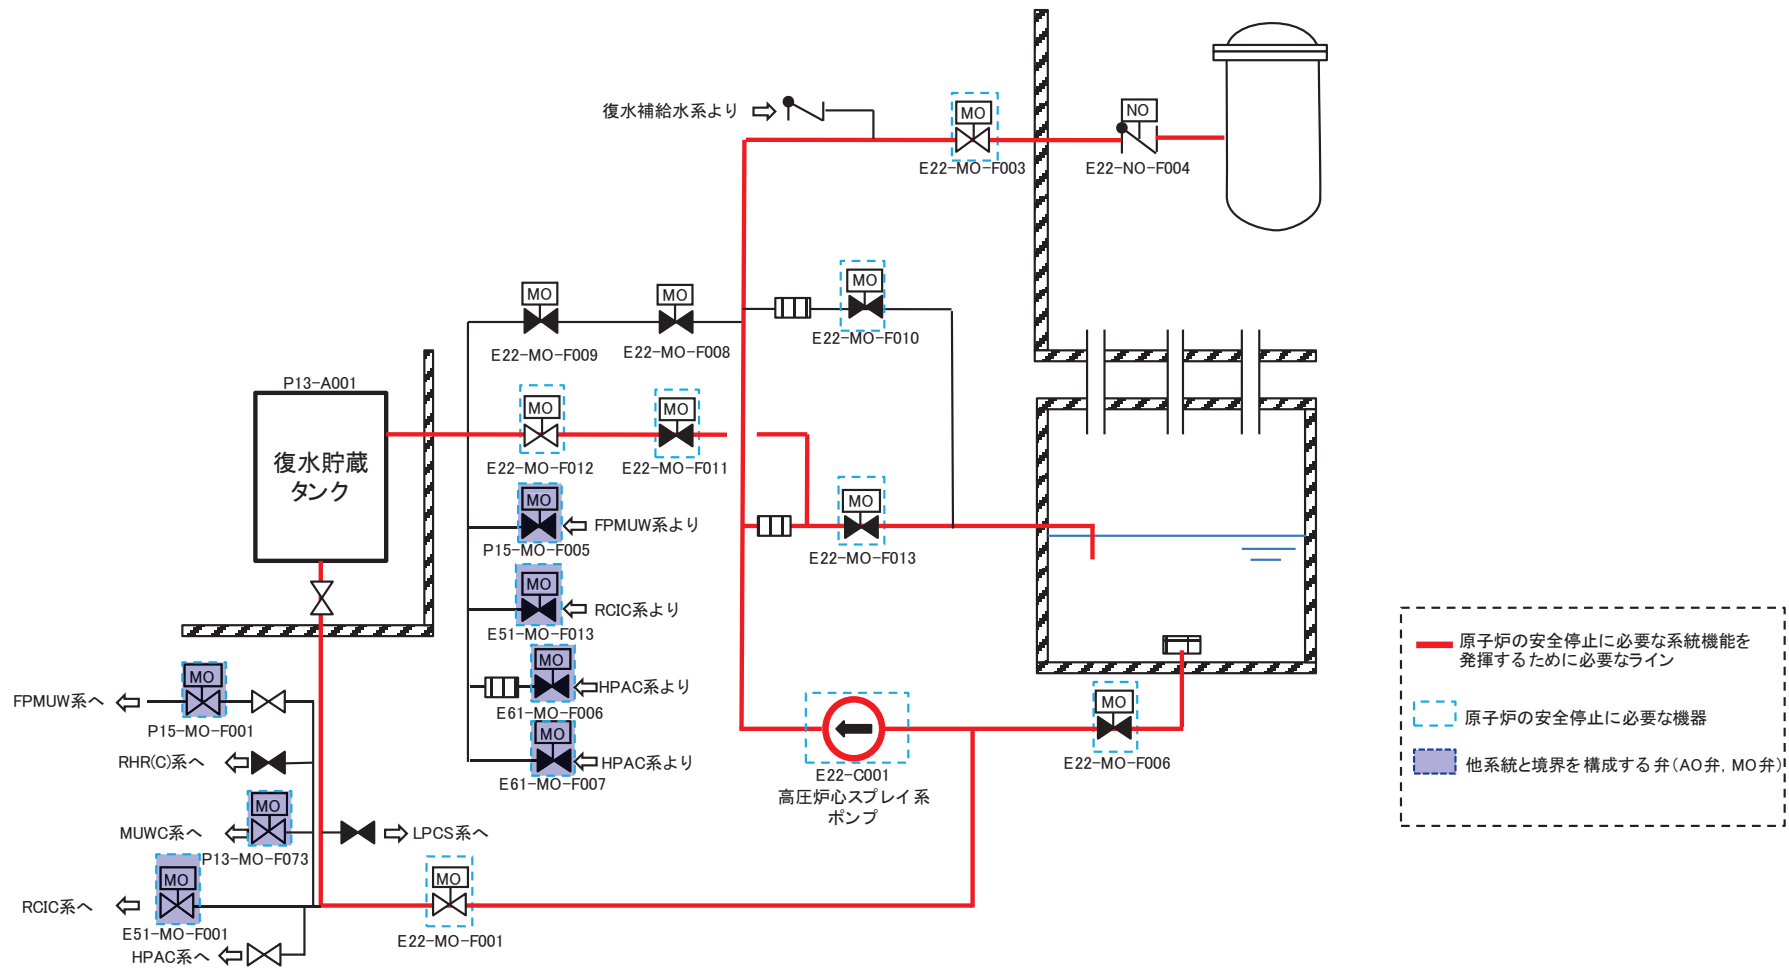 復水補給水系より
MO
E22-MO-F003
NO
E22-NO-F004
MO
E22-MO-F009
MO
E22-MO-F008
MO
E22-MO-F010
P13-A001
復水貯蔵
タンク
MO
E22-MO-F012
MO
E22-MO-F011
MO
P15-MO-F005
FPMUW系より
MO
E22-MO-F013
MO
E51-MO-F013
RCIC系より
MO
E61-MO-F006
HPAC系より
MO
E61-MO-F007
HPAC系より
FPMUW系へ
MO
P15-MO-F001
RHR(C)系へ
MUWC系へ
MO
P13-MO-F073
LPCS系へ
RCIC系へ
MO
E51-MO-F001
HPAC系へ
MO
E22-MO-F001
E22-C001
高圧炉心スプレイ系
ポンプ
MO
E22-MO-F006
原子炉の安全停止に必要な系統機能を
発揮するために必要なライン
原子炉の安全停止に必要な機器
他系統と境界を構成する弁(AO弁, MO弁)